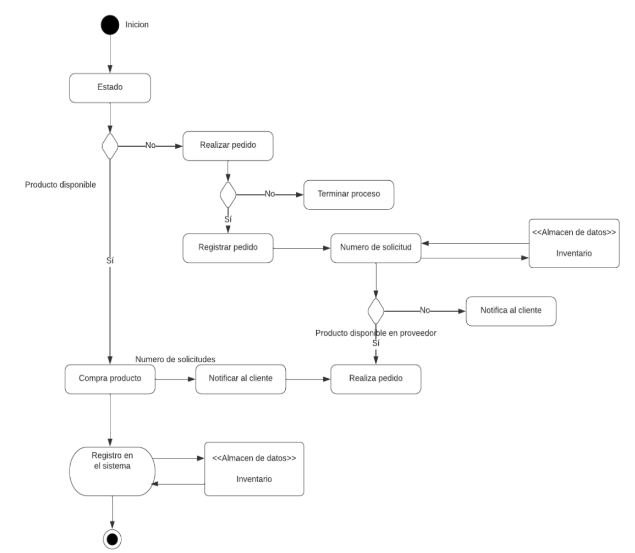 Inicion
Estado
No
Realizar pedido
Producto disponible
No
Terminar proceso
Sí
Registrar pedido
Numero de solicitud
<<Almacen de datos>>
Inventario
Sí
No
Notifica al cliente
Producto disponible en proveedor
Sí
Numero de solicitudes
Compra producto
Notificar al cliente
Realiza pedido
Registro en
el sistema
<<Almacen de datos>>
Inventario